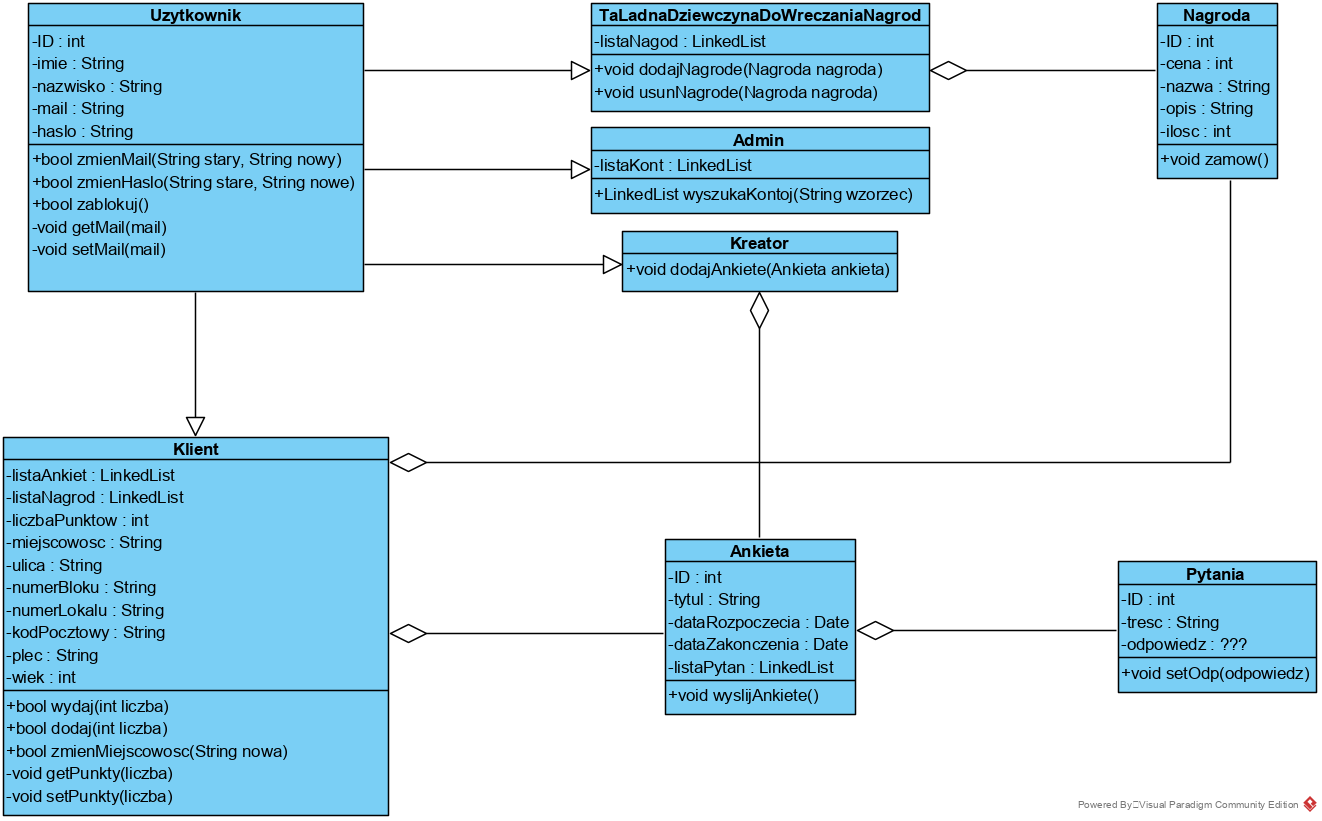 Uzytkownik
-ID : int
-imie : String
-nazwisko : String
-mail : String
-haslo : String
+bool zmienMail(String stary, String nowy)
+bool zmienHaslo(String stare, String nowe)
+bool zablokuj()
-void getMail(mail)
-void setMail(mail)
TaLadnaDziewczynaDoWreczaniaNagrod
-listaNagod : LinkedList
+void dodajNagrode(Nagroda nagroda)
+void usunNagrode(Nagroda nagroda)
Nagroda
-ID : int
-cena : int
-nazwa : String
-opis : String
-ilosc : int
+void zamow()
Admin
-listaKont : LinkedList
+LinkedList wyszukaKontoj(String wzorzec)
Kreator
+void dodajAnkiete(Ankieta ankieta)
Klient
-listaAnkiet : LinkedList
-listaNagrod : LinkedList
-liczbaPunktow : int
-miejscowosc : String
-ulica : String
-numerBloku : String
-numerLokalu : String
-kodPocztowy : String
-plec : String
-wiek : int
+bool wydaj(int liczba)
+bool dodaj(int liczba)
+bool zmienMiejscowosc(String nowa)
-void getPunkty(liczba)
-void setPunkty(liczba)
Ankieta
-ID : int
-tytul : String
-dataRozpoczecia : Date
-dataZakonczenia : Date
-listaPytan : LinkedList
+void wyslijAnkiete()
Pytania
-ID : int
-tresc : String
-odpowiedz : ???
+void setOdp(odpowiedz)
Powered By Visual Paradigm Community Edition